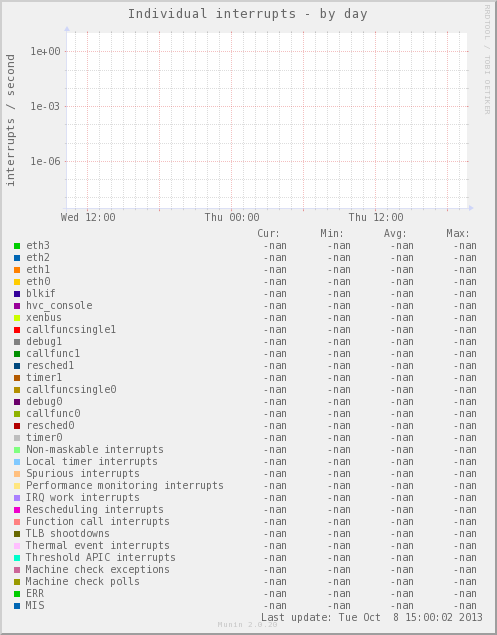 Individual interrupts - by day
RRDTOOL / TOBI OETIKER
interrupts / second
1e+00
1e-03
1e-06
Wed 12:00 Thu 00:00 Thu 12:00
Cur: Min: Avg: Max:
eth3 -nan -nan -nan -nan
eth2 -nan -nan -nan -nan
eth1 -nan -nan -nan -nan
eth0 -nan -nan -nan -nan
blkif -nan -nan -nan -nan
hvc_console -nan -nan -nan -nan
xenbus -nan -nan -nan -nan
callfuncsingle1 -nan -nan -nan -nan
debug1 -nan -nan -nan -nan
callfunc1 -nan -nan -nan -nan
resched1 -nan -nan -nan -nan
timer1 -nan -nan -nan -nan
callfuncsingle0 -nan -nan -nan -nan
debug0 -nan -nan -nan -nan
callfunc0 -nan -nan -nan -nan
resched0 -nan -nan -nan -nan
timer0 -nan -nan -nan -nan
Non-maskable interrupts -nan -nan -nan -nan
Local timer interrupts -nan -nan -nan -nan
Spurious interrupts -nan -nan -nan -nan
Performance monitoring interrupts -nan -nan -nan -nan
IRQ work interrupts -nan -nan -nan -nan
Rescheduling interrupts -nan -nan -nan -nan
Function call interrupts -nan -nan -nan -nan
TLB shootdowns -nan -nan -nan -nan
Thermal event interrupts -nan -nan -nan -nan
Threshold APIC interrupts -nan -nan -nan -nan
Machine check exceptions -nan -nan -nan -nan
Machine check polls -nan -nan -nan -nan
ERR -nan -nan -nan -nan
MIS -nan -nan -nan -nan
Last update: Tue Oct 8 15:00:02 2013
Munin 2.0.20